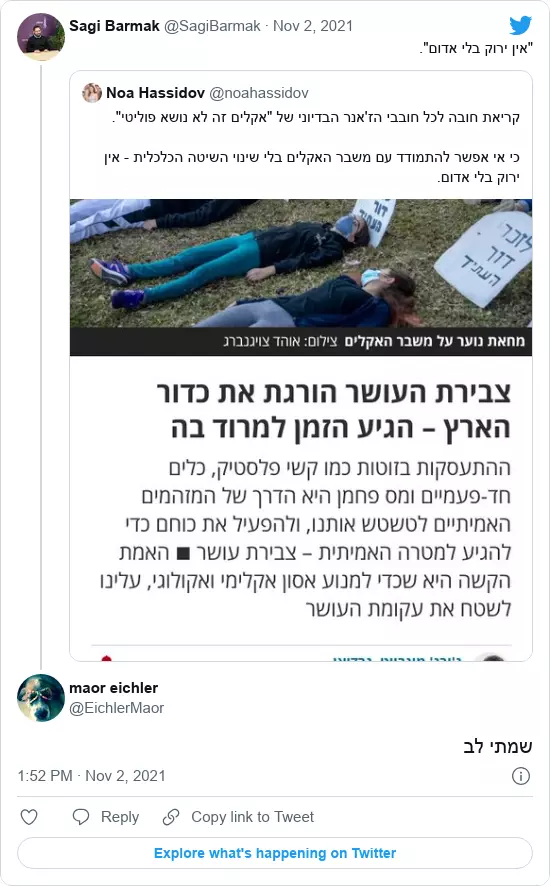 Sagi Barmak @SagiBarmak · Nov 2, 2021
"אין ירוק בלי אדום".
Noa Hassidov @noahassidov
קריאת חובה לכל חובבי הז'אנר הבדיוני של "אקלים זה לא נושא פוליטי".
כי אי אפשר להתמודד עם משבר האקלים בלי שינוי השיטה הכלכלית - אין
ירוק בלי אדום.
דור
העתיד
לזכר
דור
העתיד
מחאת נוער על משבר האקלים צילום: אוהד צויגנברג
צבירת העושר הורגת את כדור
הארץ – הגיע הזמן למרוד בה
ההתעסקות בזוטות כמו קשי פלסטיק, כלים
חד-פעמיים ומס פחמן היא הדרך של המזהמים
האמיתיים לטשטש אותנו, ולהפעיל את כוחם כדי
להגיע למטרה האמיתית – צבירת עושר ■ האמת
הקשה היא שכדי למנוע אסון אקלימי ואקולוגי, עלינו
לשטח את עקומת העושר
maor eichler
@EichlerMaor
שמתי לב
1:52 PM · Nov 2, 2021
Reply
Copy link to Tweet
Explore what's happening on Twitter